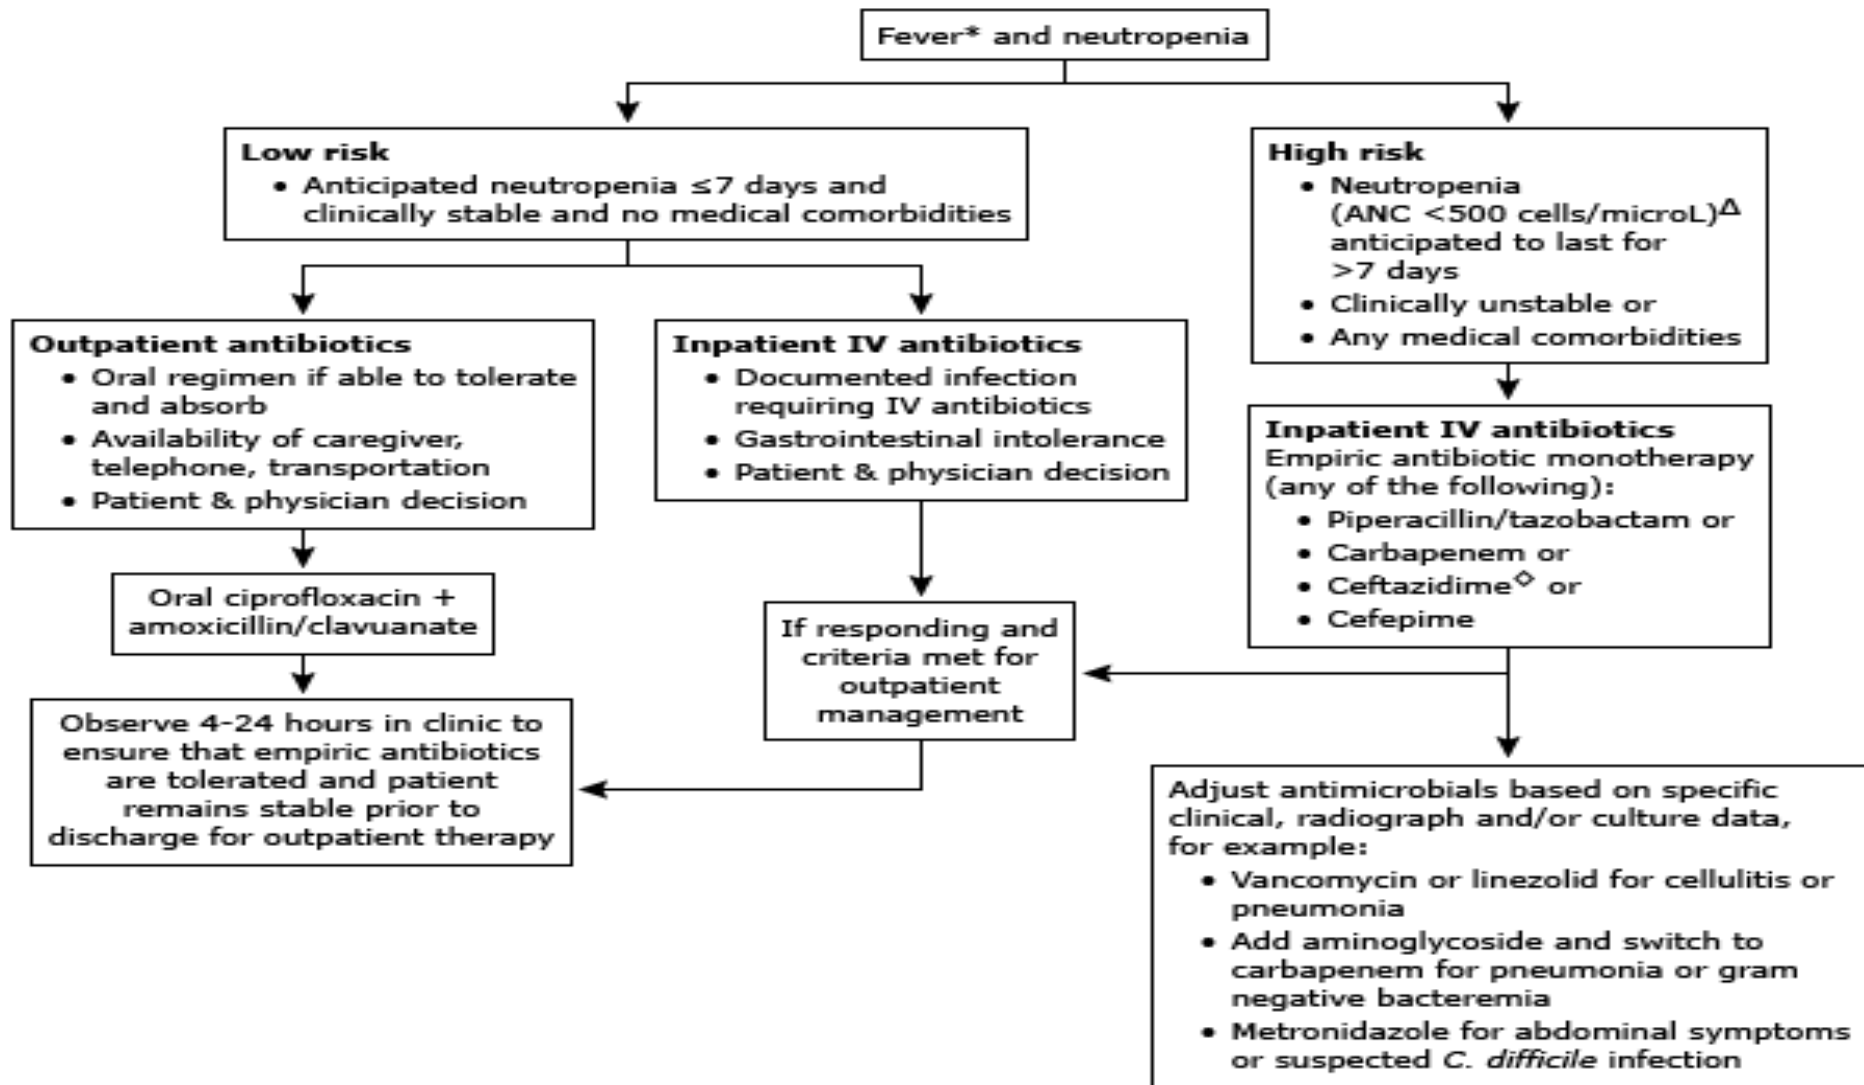 Fever* and neutropenia
Low risk
• Anticipated neutropenia ≤7 days and
clinically stable and no medical comorbidities
High risk
• Neutropenia
(ANC <500 cells/microL)Δ
anticipated to last for
>7 days
• Clinically unstable or
• Any medical comorbidities
Outpatient antibiotics
• Oral regimen if able to tolerate
and absorb
• Availability of caregiver,
telephone, transportation
• Patient & physician decision
Inpatient IV antibiotics
• Documented infection
requiring IV antibiotics
• Gastrointestinal intolerance
• Patient & physician decision
Inpatient IV antibiotics
Empiric antibiotic monotherapy
(any of the following):
• Piperacillin/tazobactam or
• Carbapenem or
• Ceftazidime◇ or
• Cefepime
Oral ciprofloxacin +
amoxicillin/clavuanate
If responding and
criteria met for
outpatient
management
Observe 4-24 hours in clinic to
ensure that empiric antibiotics
are tolerated and patient
remains stable prior to
discharge for outpatient therapy
Adjust antimicrobials based on specific
clinical, radiograph and/or culture data,
for example:
• Vancomycin or linezolid for cellulitis or
pneumonia
• Add aminoglycoside and switch to
carbapenem for pneumonia or gram
negative bacteremia
• Metronidazole for abdominal symptoms
or suspected C. difficile infection